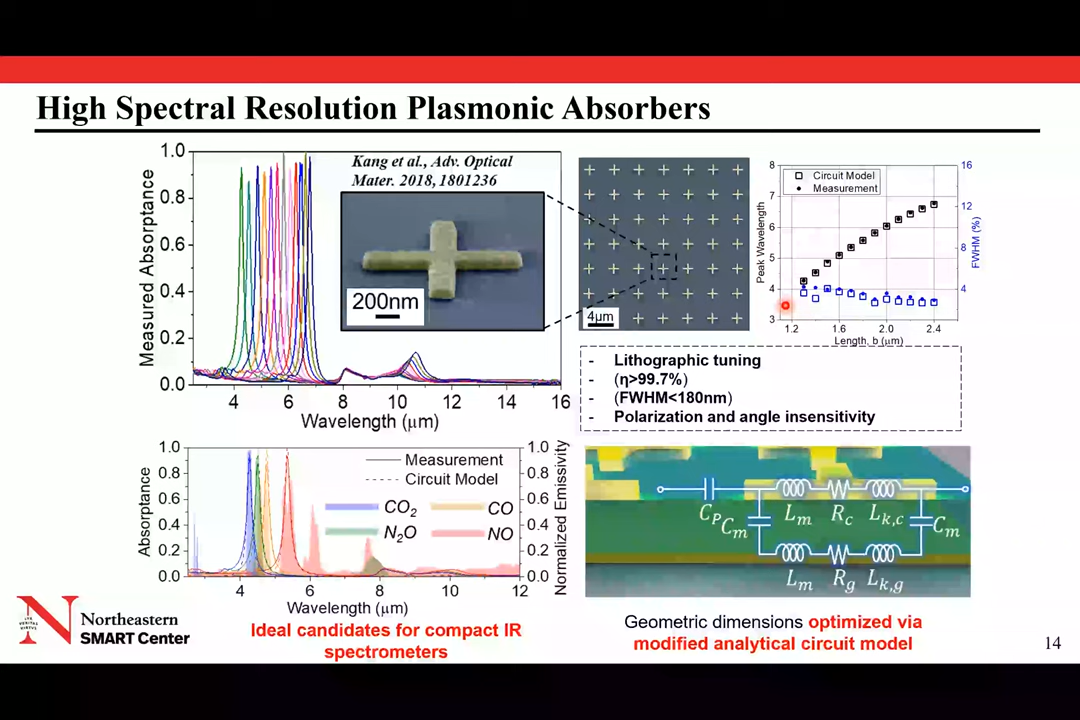 High Spectral Resolution Plasmonic Absorbers
Kang et al., Adv. Optical
Mater. 2018, 1801236
Measured Absorptance
1.0
0.8
0.6
0.4
0.2
0.0
200nm
4 6 8 10 12 14 16
Wavelength (μm)
4μm
8
7
6
5
4
3
Peak Wavelength
Circuit Model
Measurement
16
12
8
4
FWHM (%)
1.2 1.6 2.0 2.4
Length, b (μm)
- Lithographic tuning
- (η>99.7%)
- (FWHM<180nm)
- Polarization and angle insensitivity
Absorptance
1.0
0.8
0.6
0.4
0.2
0.0
Measurement
Circuit Model
CO2 CO
N2O NO
1.0
0.8
0.6
0.4
0.2
0.0
Normalized Emissivity
4 6 8 10 12
Wavelength (μm)
Ideal candidates for compact IR
spectrometers
CP Cm Lm Rc Lk,c Cm
Lm Rg Lk,g
Geometric dimensions optimized via
modified analytical circuit model
Northeastern
SMART Center
14